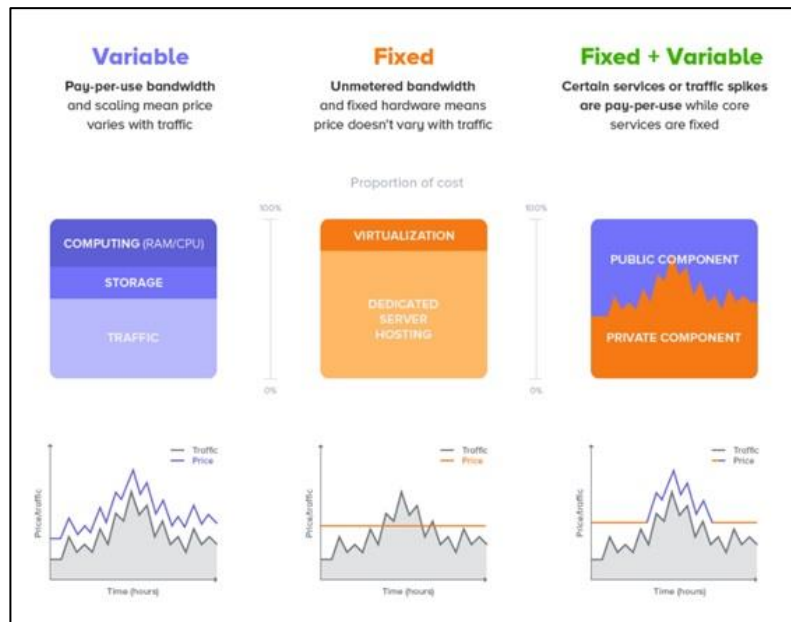 Variable
Pay-per-use bandwidth
and scaling mean price
varies with traffic
Fixed
Unmetered bandwidth
and fixed hardware means
price doesn't vary with traffic
Fixed + Variable
Certain services or traffic spikes
are pay-per-use while core
services are fixed
Proportion of cost
COMPUTING (RAM/CPU)
STORAGE
TRAFFIC
100%
0%
VIRTUALIZATION
DEDICATED
SERVER
HOSTING
100%
0%
PUBLIC COMPONENT
PRIVATE COMPONENT
Traffic
Price
Price/traffic
Time (hours)
Traffic
Price
Price/traffic
Time (hours)
Traffic
Price
Price/traffic
Time (hours)